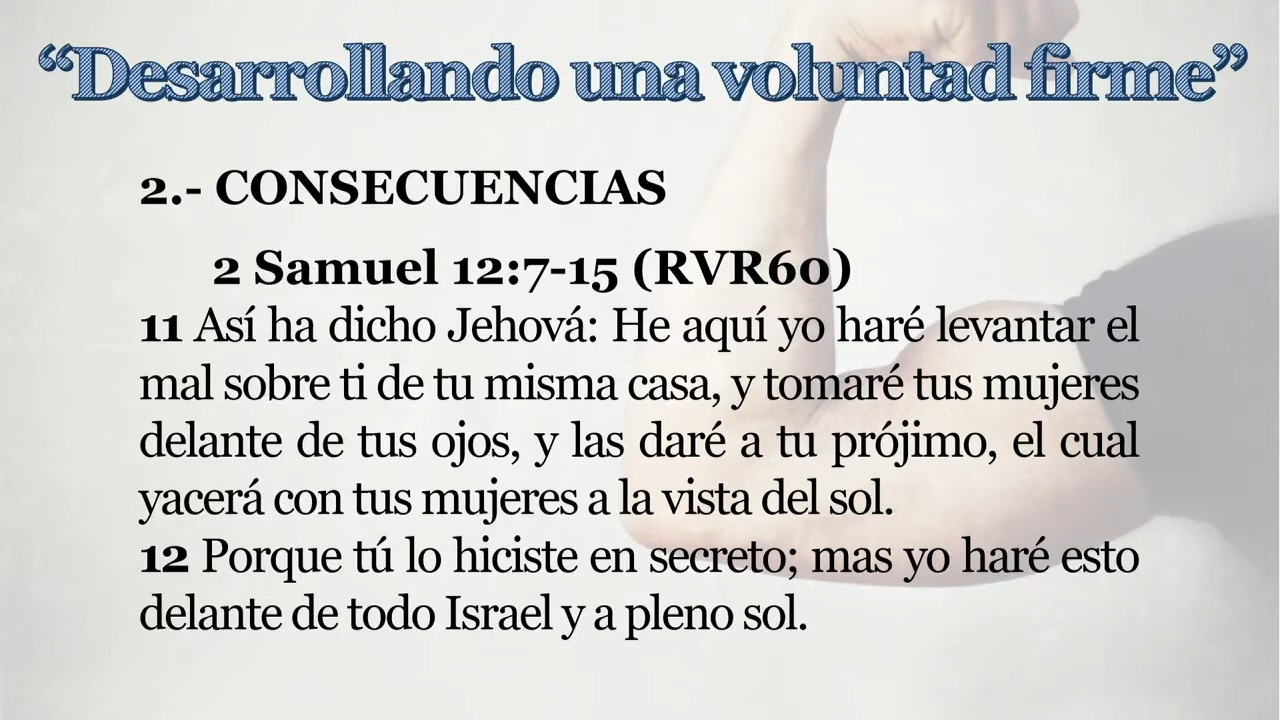 “Desarrollando una voluntad firme”
2.- CONSECUENCIAS
2 Samuel 12:7-15 (RVR60)
11 Así ha dicho Jehová: He aquí yo haré levantar el
mal sobre ti de tu misma casa, y tomaré tus mujeres
delante de tus ojos, y las daré a tu prójimo, el cual
yacerá con tus mujeres a la vista del sol.
12 Porque tú lo hiciste en secreto; mas yo haré esto
delante de todo Israel y a pleno sol.